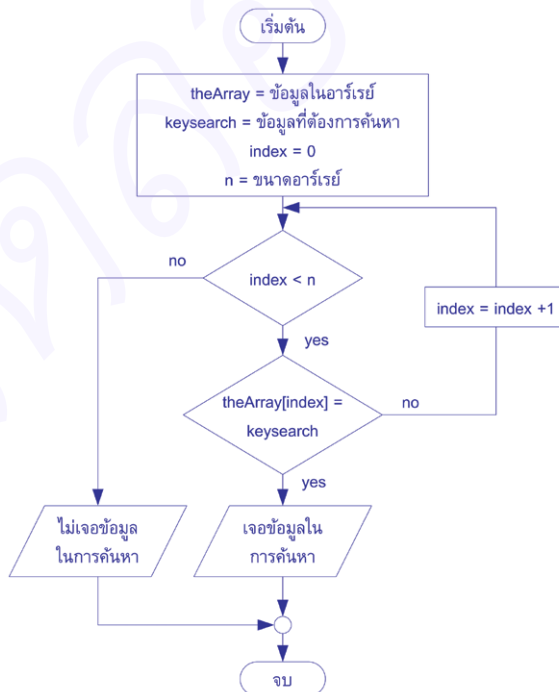 เริ่มต้น
theArray = ข้อมูลในอาร์เรย์
keysearch = ข้อมูลที่ต้องการค้นหา
index = 0
n = ขนาดอาร์เรย์
no
index < n
index = index +1
yes
theArray[index] =
keysearch
no
yes
ไม่เจอข้อมูล
ในการค้นหา
เจอข้อมูลใน
การค้นหา
จบ